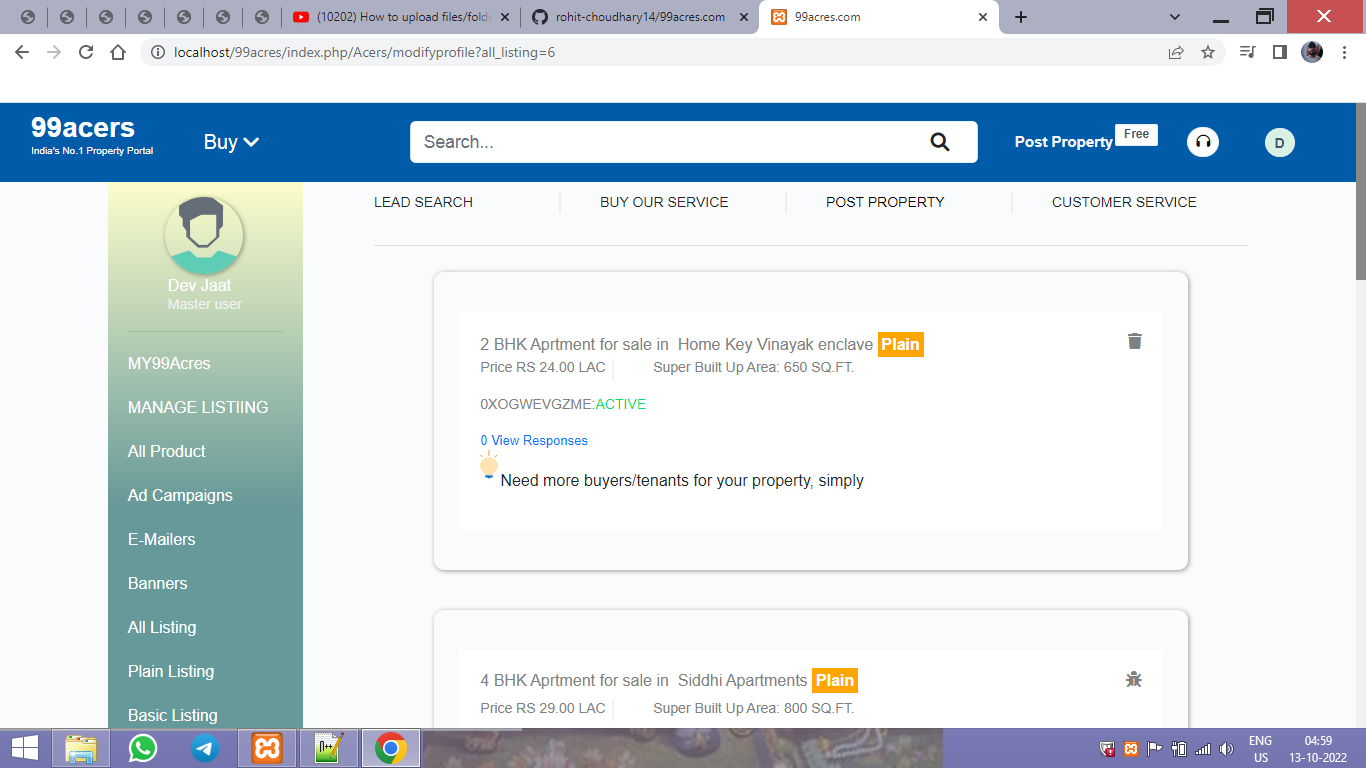 (10202) How to upload files/folde
rohit-choudhary14/99acres.com
99acres.com
localhost/99acres/index.php/Acers/modifyprofile?all_listing=6
99acers
India's No.1 Property Portal
Buy
Search...
Post Property
Free
D
Dev Jaat
Master user
MY99Acres
MANAGE LISTIING
All Product
Ad Campaigns
E-Mailers
Banners
All Listing
Plain Listing
Basic Listing
LEAD SEARCH
BUY OUR SERVICE
POST PROPERTY
CUSTOMER SERVICE
2 BHK Aprtment for sale in Home Key Vinayak enclave Plain
Price RS 24.00 LAC
Super Built Up Area: 650 SQ.FT.
0XOGWEVGZME:ACTIVE
0 View Responses
Need more buyers/tenants for your property, simply
4 BHK Aprtment for sale in Siddhi Apartments Plain
Price RS 29.00 LAC
Super Built Up Area: 800 SQ.FT.
N++
ENG
US
04:59
13-10-2022